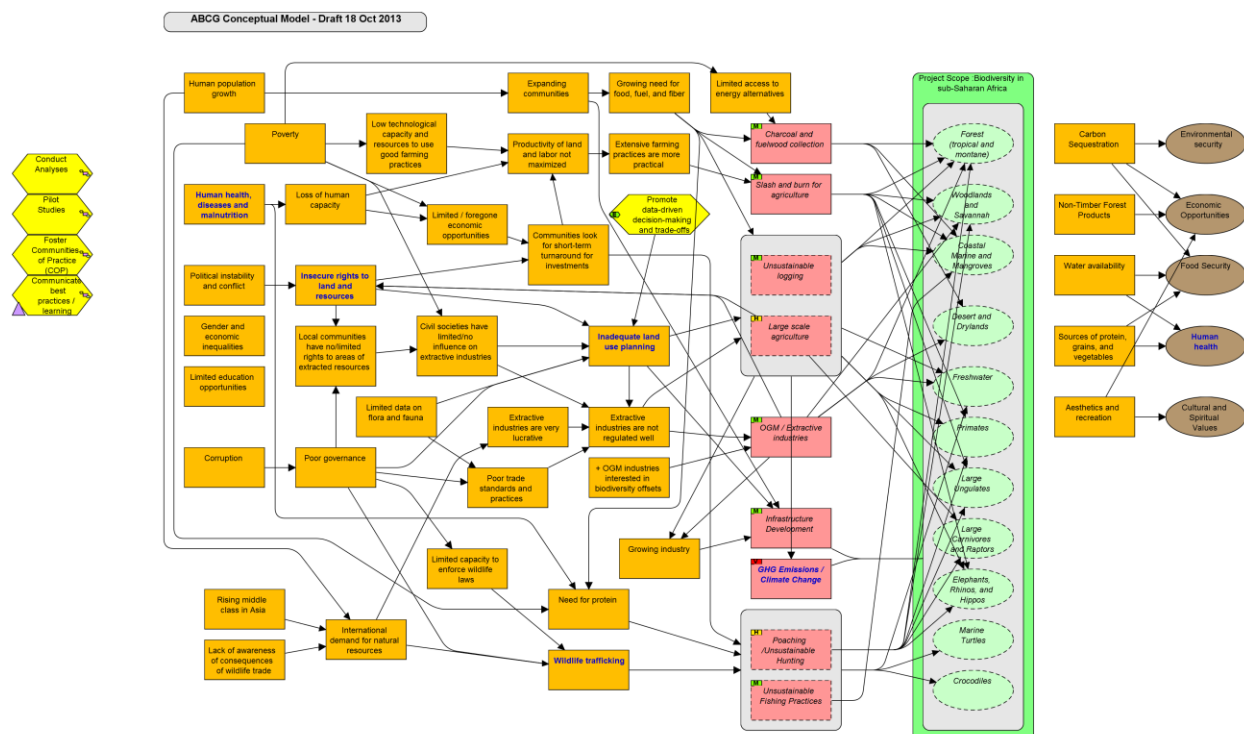 ABCG Conceptual Model - Draft 18 Oct 2013
Conduct
Analyses
Pilot
Studies
Foster
Communities
of Practice
(COP)
Communicate
best
practices /
learning
Human population
growth
Poverty
Human health,
diseases and
malnutrition
Political instability
and conflict
Gender and
economic
inequalities
Limited education
opportunities
Corruption
Rising middle
class in Asia
Lack of awareness
of consequences
of wildlife trade
Low technological
capacity and
resources to use
good farming
practices
Loss of human
capacity
Insecure rights to
land and
resources
Local communities
have no/limited
rights to areas of
extracted resources
Limited data on
flora and fauna
Poor governance
International
demand for natural
resources
Expanding
communities
Productivity of land
and labor not
maximized
Limited / foregone
economic
opportunities
Communities look
for short-term
turnaround for
investments
Civil societies have
limited/no
influence on
extractive industries
Extractive
industries are very
lucrative
Poor trade
standards and
practices
Limited capacity to
enforce wildlife
laws
Growing need for
food, fuel, and fiber
Extensive farming
practices are more
practical
Promote
data-driven
decision-making
and trade-offs
Inadequate land
use planning
Extractive
industries are not
regulated well
+ OGM industries
interested in
biodiversity offsets
Growing industry
Need for protein
Wildlife trafficking
Limited access to
energy alternatives
M
Charcoal and
fuelwood collection
M
Slash and burn for
agriculture
Unsustainable
logging
H
Large scale
agriculture
M
OGM / Extractive
industries
M
Infrastructure
Development
V
GHG Emissions /
Climate Change
H
Poaching
/Unsustainable
Hunting
M
Unsustainable
Fishing Practices
Project Scope :Biodiversity in
sub-Saharan Africa
Forest
(tropical and
montane)
Woodlands
and
Savannah
Coastal
Marine and
Mangroves
Desert and
Drylands
Freshwater
Primates
Large
Ungulates
Large
Carnivores
and Raptors
Elephants,
Rhinos, and
Hippos
Marine
Turtles
Crocodiles
Carbon
Sequestration
Non-Timber Forest
Products
Water availability
Sources of protein,
grains, and
vegetables
Aesthetics and
recreation
Environmental
security
Economic
Opportunities
Food Security
Human
health
Cultural and
Spiritual
Values